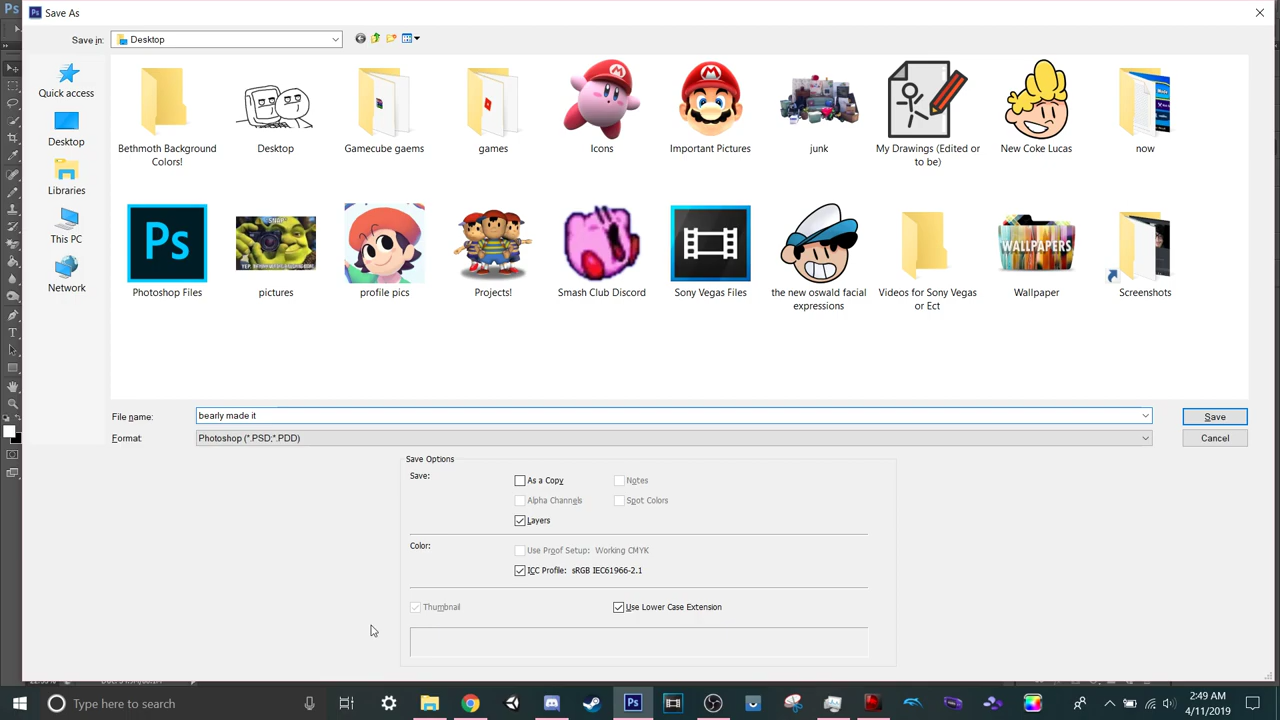 Ps
Ps Save As
Save in: Desktop
Quick access
Desktop
Libraries
This PC
Network
Bethmoth Background
Colors!
Desktop
Gamecube gaems
games
Icons
Important Pictures
junk
My Drawings (Edited or
to be)
New Coke Lucas
now
Ps
Photoshop Files
pictures
profile pics
Projects!
Smash Club Discord
Sony Vegas Files
the new oswald facial
expressions
Videos for Sony Vegas
or Ect
WALLPAPERS
Wallpaper
Screenshots
File name: bearly made it
Save
Format: Photoshop (*.PSD;*.PDD)
Cancel
Save Options
Save:
As a Copy
Notes
Alpha Channels
Spot Colors
Layers
Color:
Use Proof Setup: Working CMYK
ICC Profile: sRGB IEC61966-2.1
Thumbnail
Use Lower Case Extension
Type here to search
Ps
2:49 AM
4/11/2019